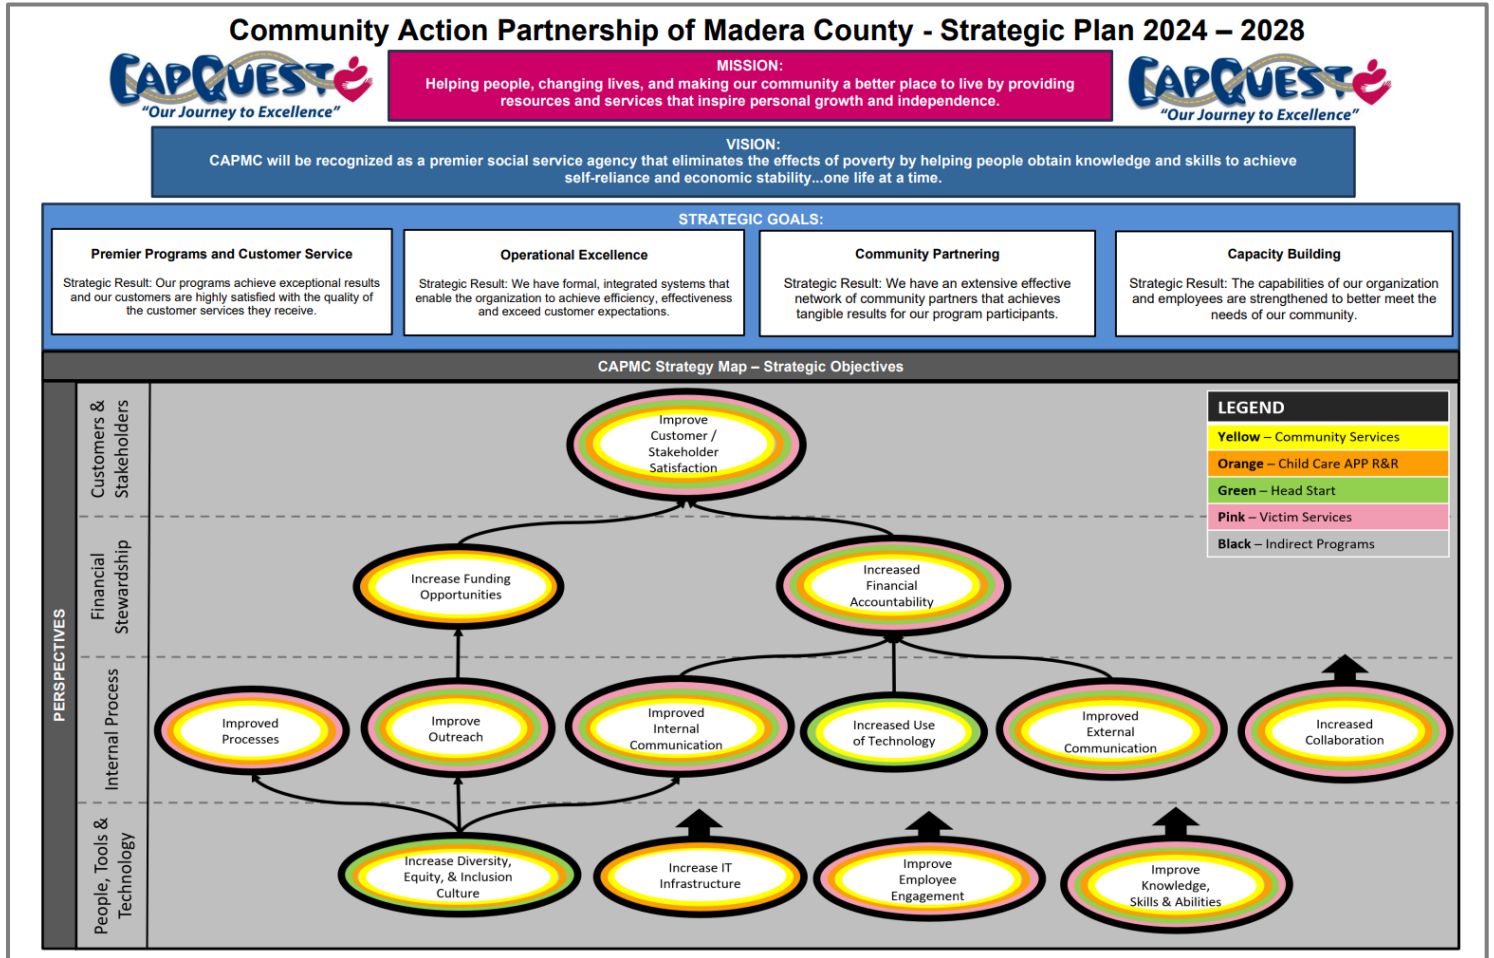 Community Action Partnership of Madera County - Strategic Plan 2024 – 2028
CAPQUEST
"Our Journey to Excellence"
MISSION:
Helping people, changing lives, and making our community a better place to live by providing
resources and services that inspire personal growth and independence.
CAPQUEST
"Our Journey to Excellence"
VISION:
CAPMC will be recognized as a premier social service agency that eliminates the effects of poverty by helping people obtain knowledge and skills to achieve
self-reliance and economic stability...one life at a time.
STRATEGIC GOALS:
Premier Programs and Customer Service
Strategic Result: Our programs achieve exceptional results
and our customers are highly satisfied with the quality of
the customer services they receive.
Operational Excellence
Strategic Result: We have formal, integrated systems that
enable the organization to achieve efficiency, effectiveness
and exceed customer expectations.
Community Partnering
Strategic Result: We have an extensive effective
network of community partners that achieves
tangible results for our program participants.
Capacity Building
Strategic Result: The capabilities of our organization
and employees are strengthened to better meet the
needs of our community.
CAPMC Strategy Map – Strategic Objectives
PERSPECTIVES
Customers &
Stakeholders
Improve
Customer /
Stakeholder
Satisfaction
LEGEND
Yellow – Community Services
Orange – Child Care APP R&R
Green – Head Start
Pink – Victim Services
Black – Indirect Programs
Financial
Stewardship
Increase Funding
Opportunities
Increased
Financial
Accountability
Internal Process
Improved
Processes
Improve
Outreach
Improved
Internal
Communication
Increased Use
of Technology
Improved
External
Communication
Increased
Collaboration
People, Tools &
Technology
Increase Diversity,
Equity, & Inclusion
Culture
Increase IT
Infrastructure
Improve
Employee
Engagement
Improve
Knowledge,
Skills & Abilities